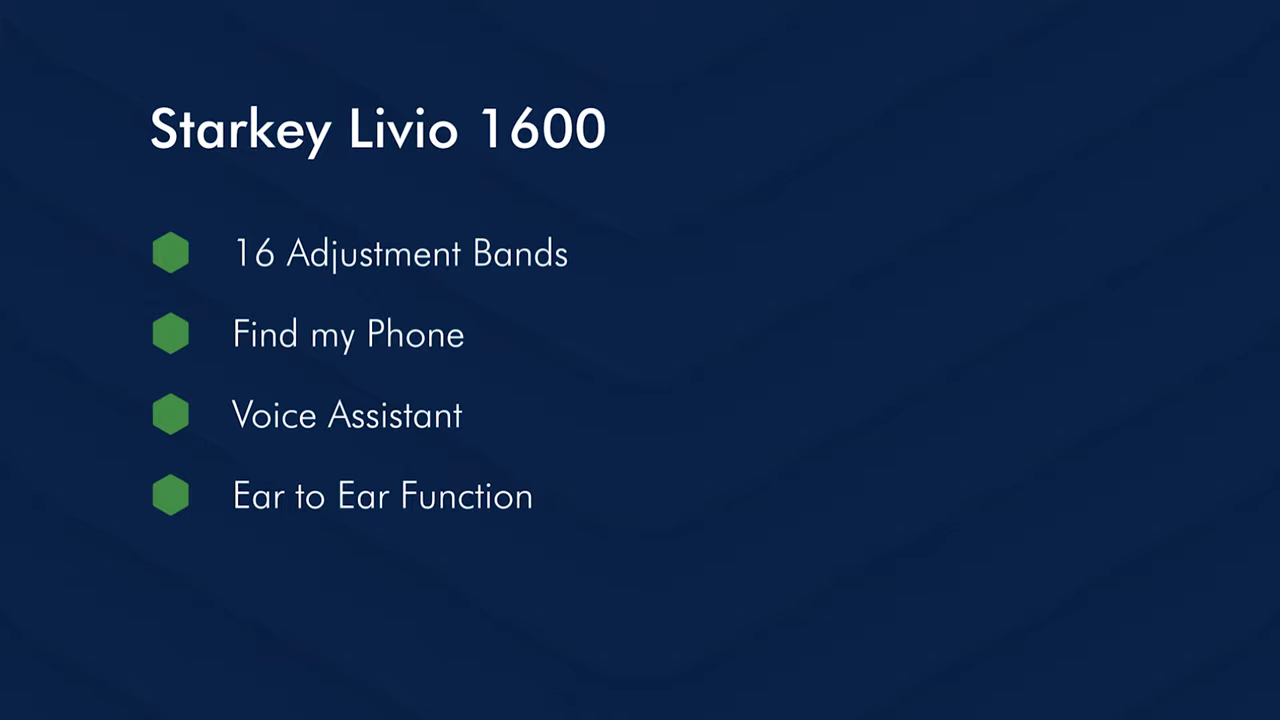 Starkey Livio 1600
16 Adjustment Bands
Find my Phone
Voice Assistant
Ear to Ear Function